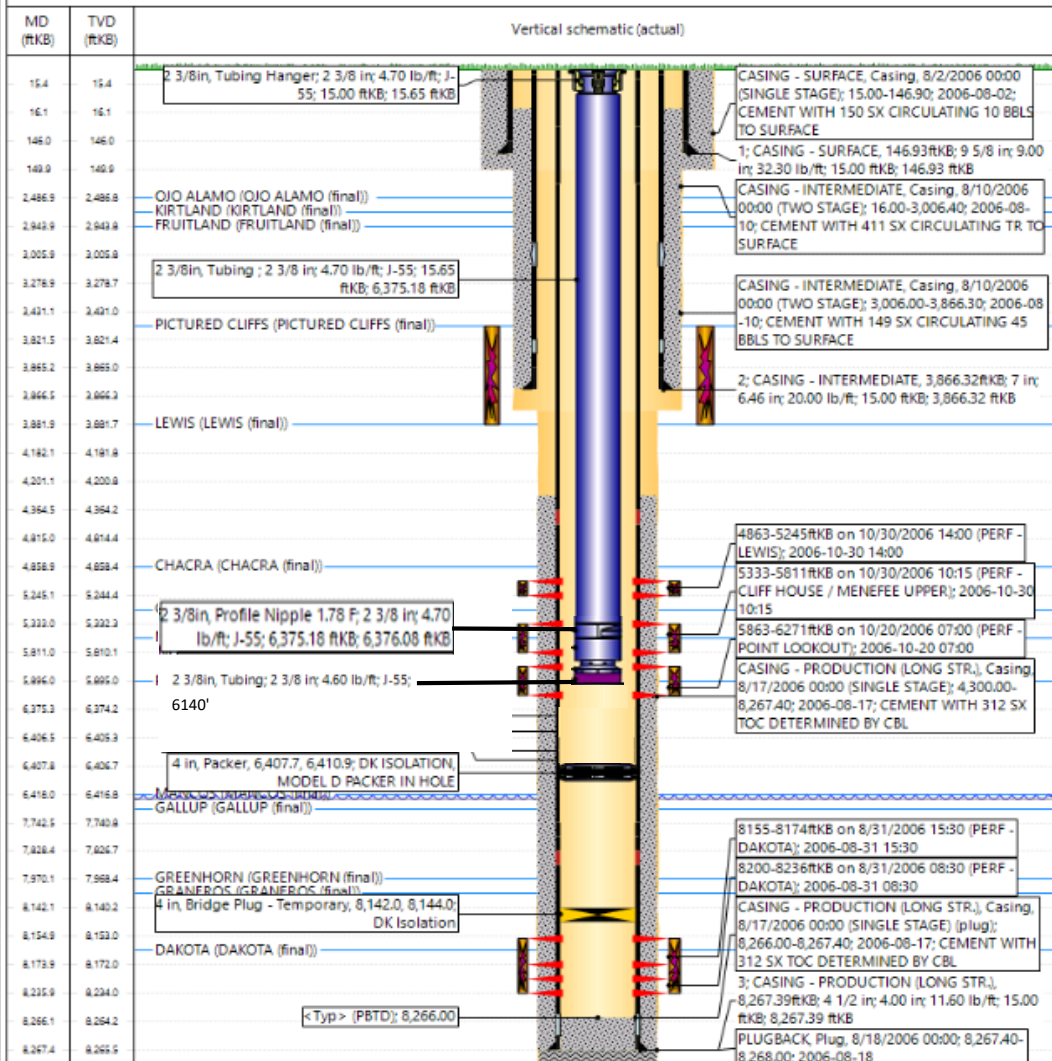 MD
(ftKB)
TVD
(ftKB)
Vertical schematic (actual)
15.4
16.1
146.0
149.9
2,486.9
2,943.9
3,005.9
3,278.9
3,431.1
3,821.5
3,865.2
3,866.5
3,881.9
4,182.1
4,201.1
4,364.5
4,815.0
4,858.9
5,245.1
5,333.0
5,811.0
5,996.0
6,375.3
6,406.5
6,407.8
6,418.0
7,742.5
7,828.4
7,970.1
8,142.1
8,154.9
8,173.9
8,235.9
8,266.1
8,267.4
15.4
16.1
146.0
149.9
2,486.8
2,943.8
3,005.8
3,278.7
3,431.0
3,821.4
3,865.0
3,866.3
3,881.7
4,181.8
4,200.8
4,364.2
4,814.4
4,858.4
5,244.4
5,332.3
5,810.1
5,895.0
6,374.2
6,405.3
6,406.7
6,416.8
7,740.8
7,826.7
7,968.4
8,140.2
8,153.0
8,172.0
8,234.0
8,264.2
8,265.5
2 3/8in, Tubing Hanger; 2 3/8 in; 4.70 lb/ft; J-
55; 15.00 ftKB; 15.65 ftKB
OJO ALAMO (OJO ALAMO (final))
KIRTLAND (KIRTLAND (final))
FRUITLAND (FRUITLAND (final))
2 3/8in, Tubing ; 2 3/8 in; 4.70 lb/ft; J-55; 15.65
ftKB; 6,375.18 ftKB
PICTURED CLIFFS (PICTURED CLIFFS (final))
LEWIS (LEWIS (final))
CHACRA (CHACRA (final))
2 3/8in, Profile Nipple 1.78 F; 2 3/8 in; 4.70
lb/ft; J-55; 6,375.18 ftKB; 6,376.08 ftKB
2 3/8in, Tubing; 2 3/8 in; 4.60 lb/ft; J-55;
6140'
4 in, Packer, 6,407.7, 6,410.9; DK ISOLATION,
MODEL D PACKER IN HOLE
MANCOS (MANCOS (final))
GALLUP (GALLUP (final))
GREENHORN (GREENHORN (final))
GRANEROS (GRANEROS (final))
4 in, Bridge Plug - Temporary, 8,142.0, 8,144.0;
DK Isolation
DAKOTA (DAKOTA (final))
<Typ> (PBTD); 8,266.00
CASING - SURFACE, Casing, 8/2/2006 00:00
(SINGLE STAGE); 15.00-146.90; 2006-08-02;
CEMENT WITH 150 SX CIRCULATING 10 BBLS
TO SURFACE
1; CASING - SURFACE, 146.93ftKB; 9 5/8 in; 9.00
in; 32.30 lb/ft; 15.00 ftKB; 146.93 ftKB
CASING - INTERMEDIATE, Casing, 8/10/2006
00:00 (TWO STAGE); 16.00-3,006.40; 2006-08-
10; CEMENT WITH 411 SX CIRCULATING TR TO
SURFACE
CASING - INTERMEDIATE, Casing, 8/10/2006
00:00 (TWO STAGE); 3,006.00-3,866.30; 2006-08
-10; CEMENT WITH 149 SX CIRCULATING 45
BBLS TO SURFACE
2; CASING - INTERMEDIATE, 3,866.32ftKB; 7 in;
6.46 in; 20.00 lb/ft; 15.00 ftKB; 3,866.32 ftKB
4863-5245ftKB on 10/30/2006 14:00 (PERF -
LEWIS); 2006-10-30 14:00
5333-5811ftKB on 10/30/2006 10:15 (PERF -
CLIFF HOUSE / MENEFEE UPPER); 2006-10-30
10:15
5863-6271ftKB on 10/20/2006 07:00 (PERF -
POINT LOOKOUT); 2006-10-20 07:00
CASING - PRODUCTION (LONG STR.), Casing,
8/17/2006 00:00 (SINGLE STAGE); 4,300.00-
8,267.40; 2006-08-17; CEMENT WITH 312 SX
TOC DETERMINED BY CBL
8155-8174ftKB on 8/31/2006 15:30 (PERF -
DAKOTA); 2006-08-31 15:30
8200-8236ftKB on 8/31/2006 08:30 (PERF -
DAKOTA); 2006-08-31 08:30
CASING - PRODUCTION (LONG STR.), Casing,
8/17/2006 00:00 (SINGLE STAGE) (plug);
8,266.00-8,267.40; 2006-08-17; CEMENT WITH
312 SX TOC DETERMINED BY CBL
3; CASING - PRODUCTION (LONG STR.),
8,267.39ftKB; 4 1/2 in; 4.00 in; 11.60 lb/ft; 15.00
ftKB; 8,267.39 ftKB
PLUGBACK, Plug, 8/18/2006 00:00; 8,267.40-
8,268.00; 2006-08-18